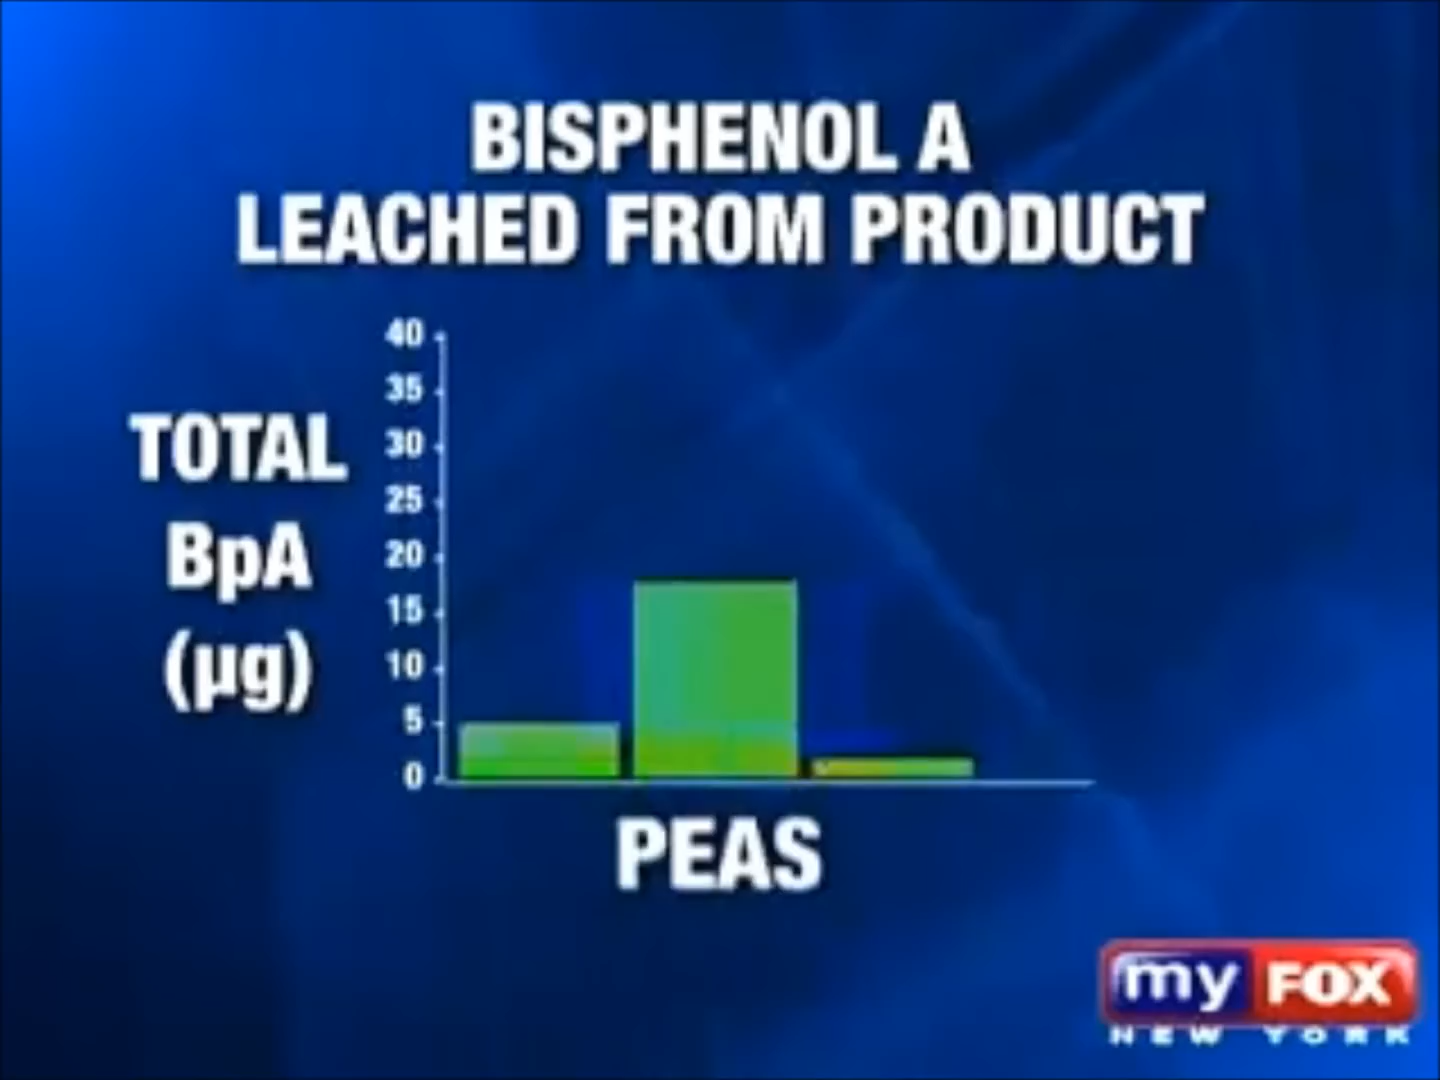 BISPHENOL A
LEACHED FROM PRODUCT
TOTAL
BpA
(µg)
40
35
30
25
20
15
10
5
0
PEAS
my FOX
NEW YORK